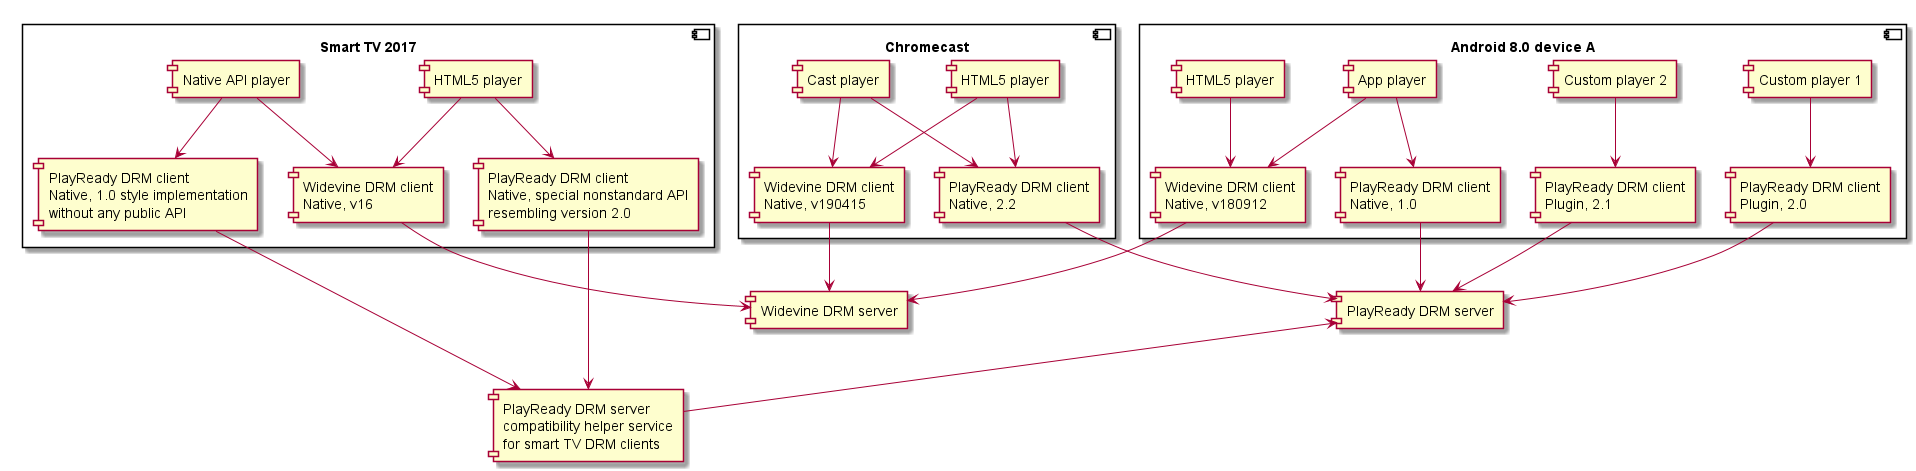 Smart TV 2017
Native API player
HTML5 player
PlayReady DRM client
Native, 1.0 style implementation
without any public API
Widevine DRM client
Native, v16
PlayReady DRM client
Native, special nonstandard API
resembling version 2.0
Chromecast
Cast player
HTML5 player
Widevine DRM client
Native, v190415
PlayReady DRM client
Native, 2.2
Android 8.0 device A
HTML5 player
App player
Custom player 2
Custom player 1
Widevine DRM client
Native, v180912
PlayReady DRM client
Native, 1.0
PlayReady DRM client
Plugin, 2.1
PlayReady DRM client
Plugin, 2.0
Widevine DRM server
PlayReady DRM server
PlayReady DRM server
compatibility helper service
for smart TV DRM clients